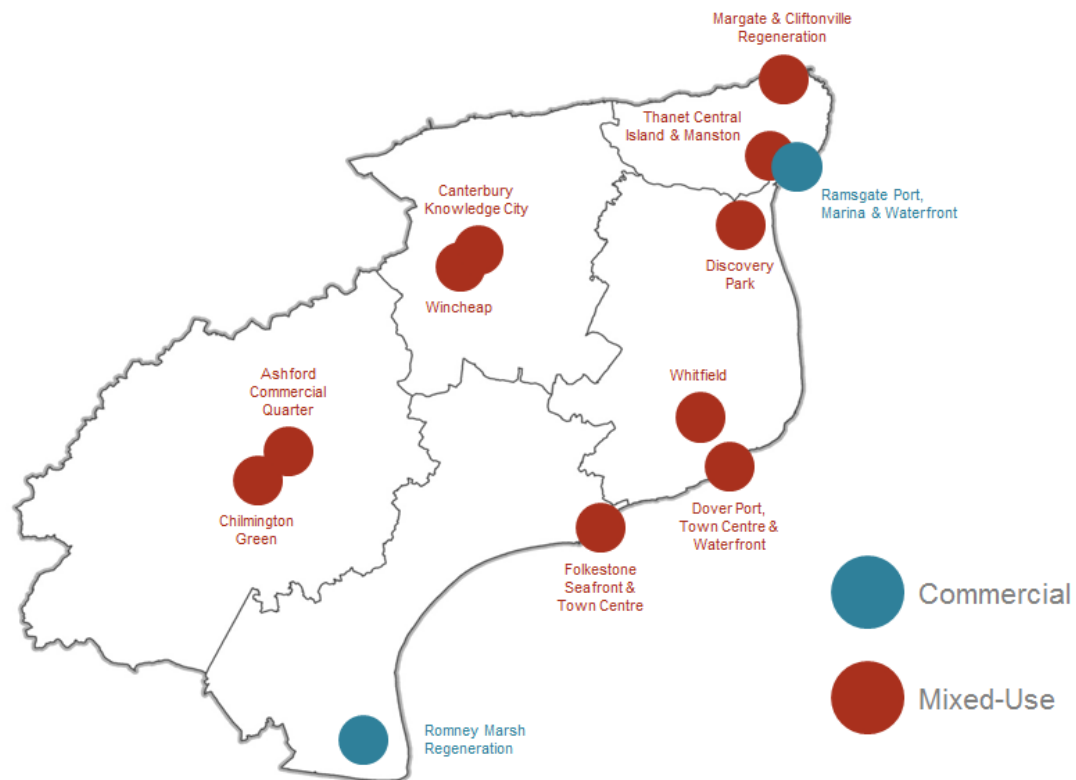 Margate & Cliftonville
Regeneration
Thanet Central
Island & Manston
Ramsgate Port,
Marina & Waterfront
Canterbury
Knowledge City
Wincheap
Discovery
Park
Ashford
Commercial
Quarter
Whitfield
Chilmington
Green
Dover Port,
Town Centre &
Waterfront
Folkestone
Seafront &
Town Centre
Commercial
Mixed-Use
Romney Marsh
Regeneration